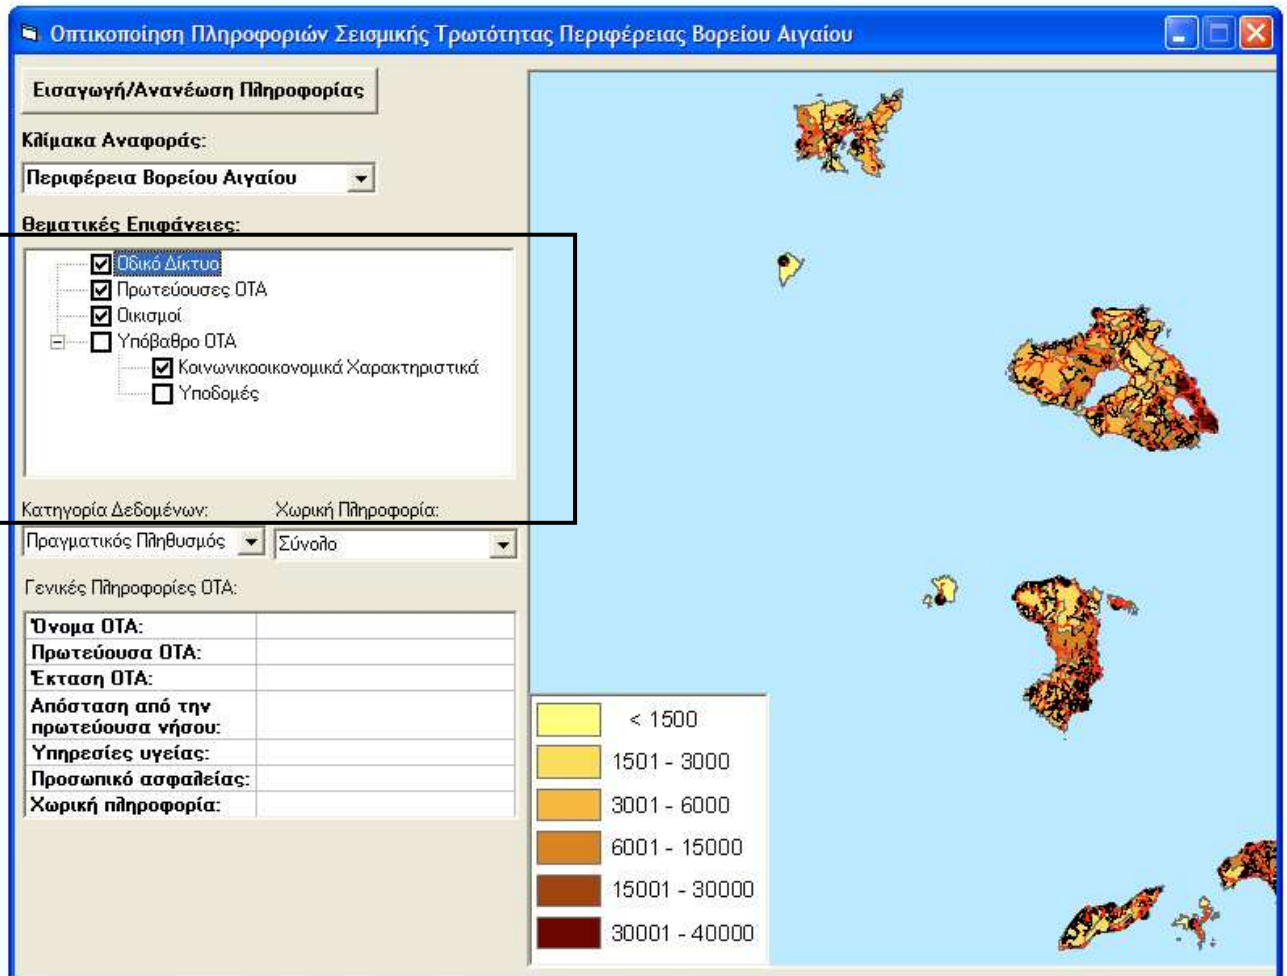 Οπτικοποίηση Πληροφοριών Σεισμικής Τρωτότητας Περιφέρειας Βορείου Αιγαίου
Εισαγωγή/Ανανέωση Πληροφορίας
Κλίμακα Αναφοράς:
Περιφέρεια Βορείου Αιγαίου
Θεματικές Επιφάνειες:
Οδικό Δίκτυο
Πρωτεύουσες ΟΤΑ
Οικισμοί
Υπόβαθρο ΟΤΑ
Κοινωνικοοικονομικά Χαρακτηριστικά
Υποδομές
Κατηγορία Δεδομένων: Χωρική Πληροφορία:
Πραγματικός Πληθυσμός Σύνολο
Γενικές Πληροφορίες ΟΤΑ:
Όνομα ΟΤΑ:
Πρωτεύουσα ΟΤΑ:
Έκταση ΟΤΑ:
Απόσταση από την
πρωτεύουσα νήσου:
Υπηρεσίες υγείας:
Προσωπικό ασφαλείας:
Χωρική πληροφορία:
< 1500
1501 - 3000
3001 - 6000
6001 - 15000
15001 - 30000
30001 - 40000